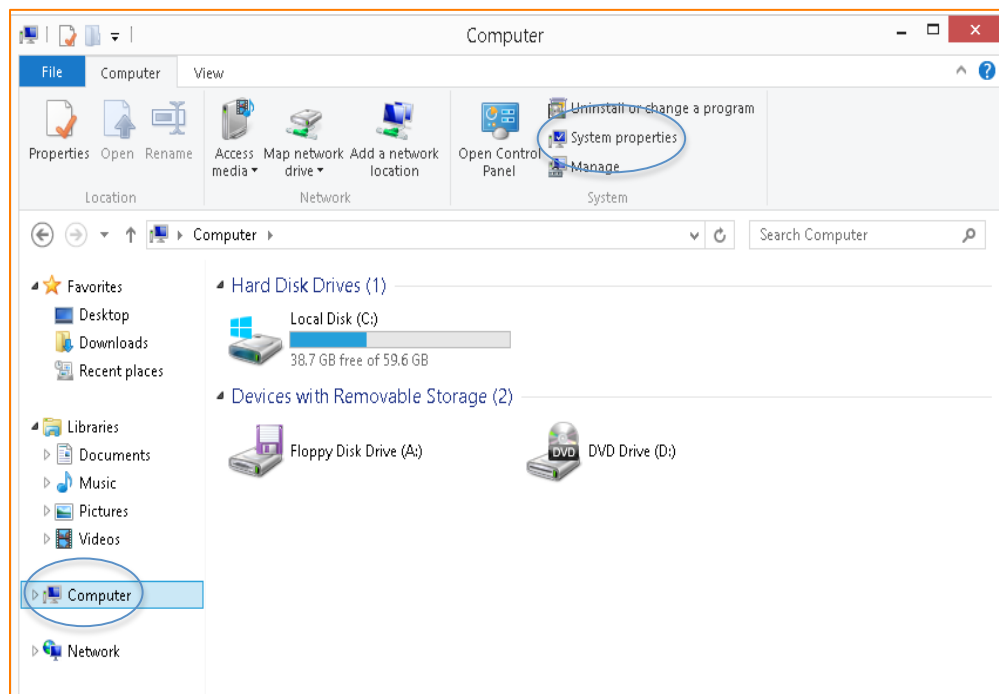 Computer
File
Computer
View
Properties
Open
Rename
Access media
Map network drive
Add a network location
Open Control Panel
Uninstall or change a program
System properties
Manage
Location
Network
System
Computer
Search Computer
Favorites
Desktop
Downloads
Recent places
Libraries
Documents
Music
Pictures
Videos
Computer
Network
Hard Disk Drives (1)
Local Disk (C:)
38.7 GB free of 59.6 GB
Devices with Removable Storage (2)
Floppy Disk Drive (A:)
DVD
DVD Drive (D:)